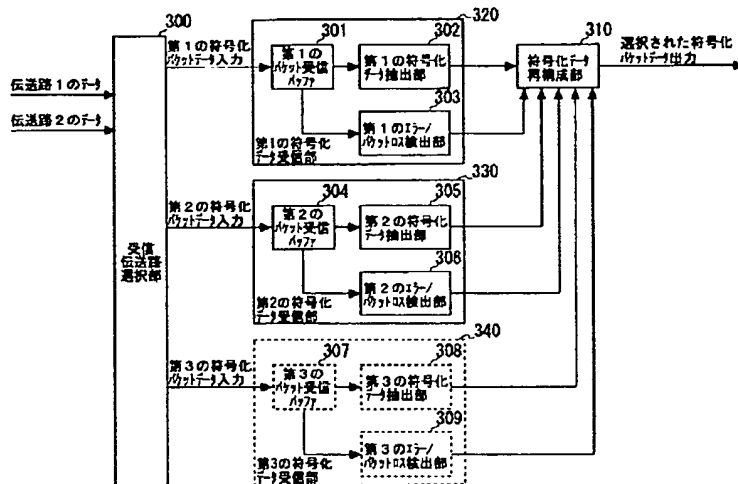 300
伝送路1のデータ
伝送路2のデータ
受信
伝送路
選択部
第1の符号化
パケットデータ入力
320
301
第1の
パケット受信
バッファ
302
第1の符号化
データ抽出部
303
第1のエラー/
パケットロス検出部
第1の符号化
データ受信部
310
符号化データ
再構成部
選択された符号化
パケットデータ出力
330
第2の符号化
パケットデータ入力
304
第2の
パケット受信
バッファ
305
第2の符号化
データ抽出部
308
第2のエラー/
パケットロス検出部
第2の符号化
データ受信部
340
第3の符号化
パケットデータ入力
307
第3の
パケット受信
バッファ
308
第3の符号化
データ抽出部
309
第3のエラー/
パケットロス検出部
第3の符号化
データ受信部